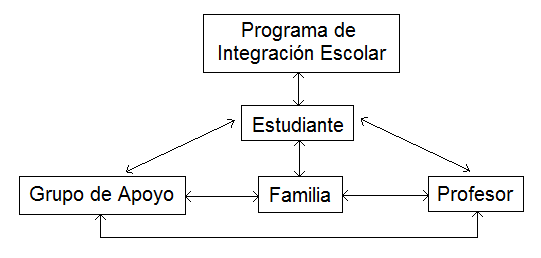 Programa de
Integración Escolar
Estudiante
Grupo de Apoyo
Familia
Profesor